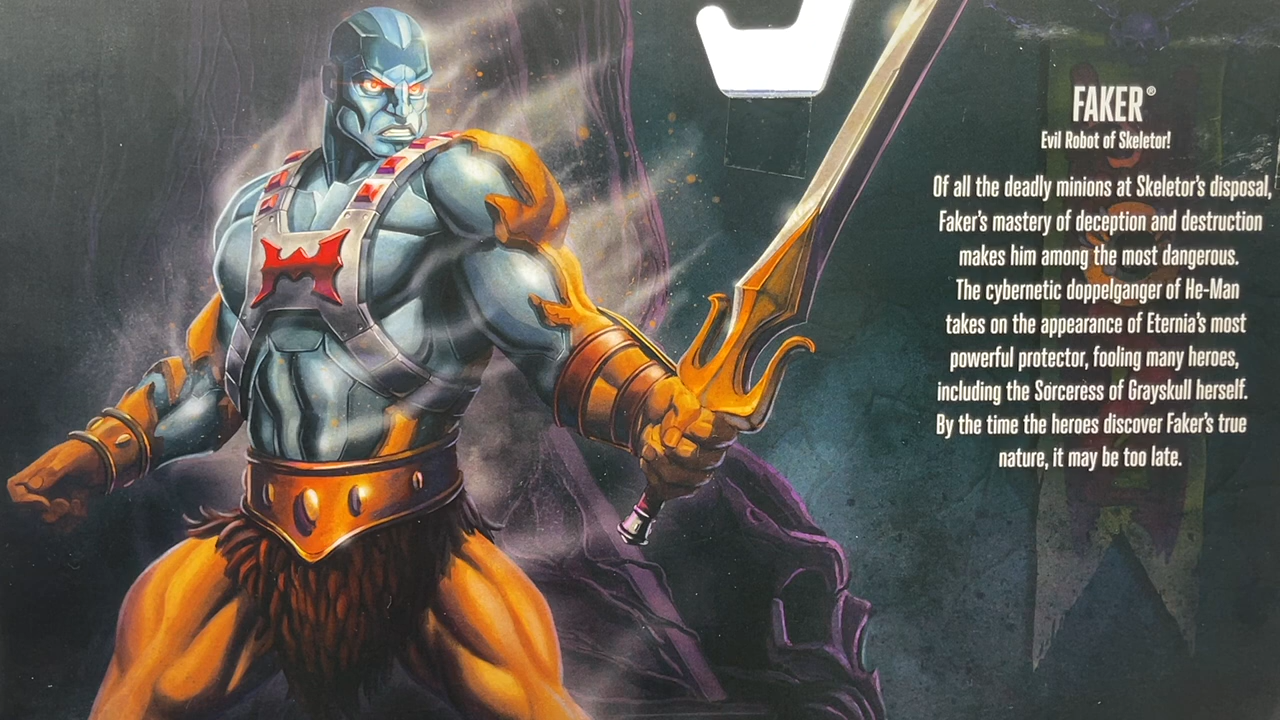 FAKER®
Evil Robot of Skeletor!
Of all the deadly minions at Skeletor's disposal,
Faker's mastery of deception and destruction
makes him among the most dangerous.
The cybernetic doppelganger of He-Man
takes on the appearance of Eternia's most
powerful protector, fooling many heroes,
including the Sorceress of Grayskull herself.
By the time the heroes discover Faker's true
nature, it may be too late.